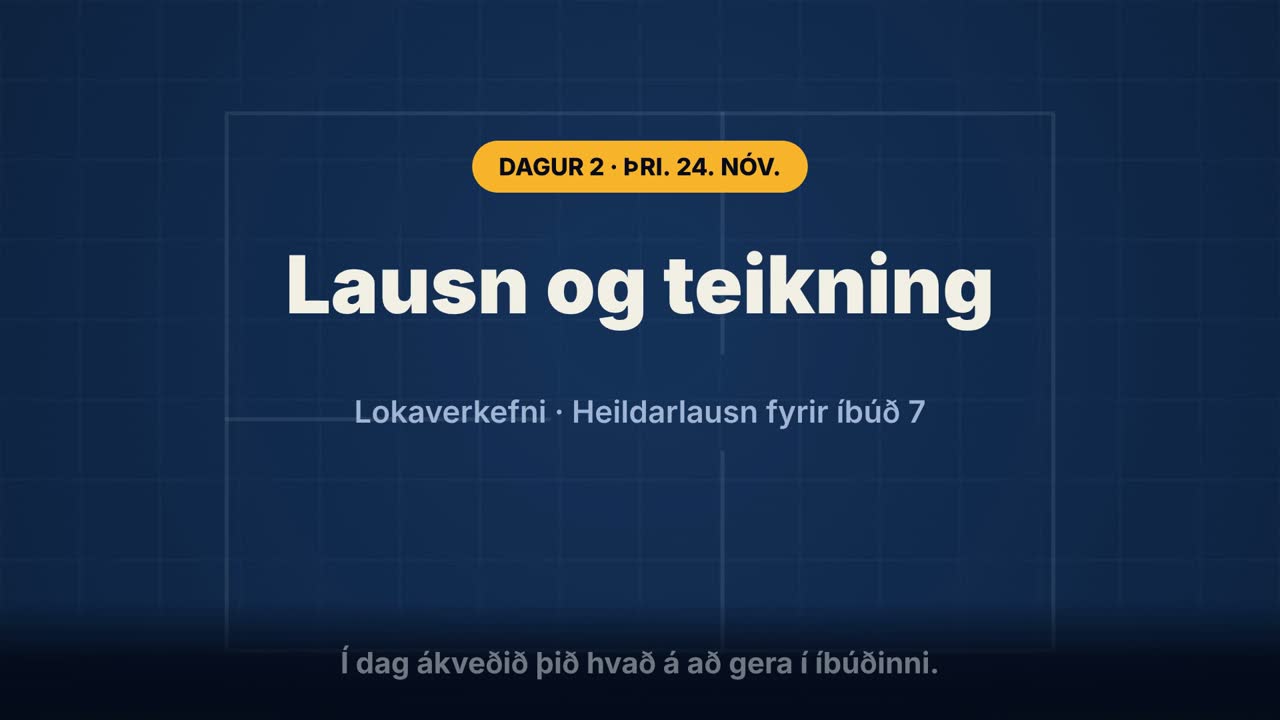 DAGUR 2 · ÞRI. 24. NÓV.
Lausn og teikning
Lokaverkefni · Heildarlausn fyrir íbúð 7
Í dag ákveðið þið hvað á að gera í íbúðinni.